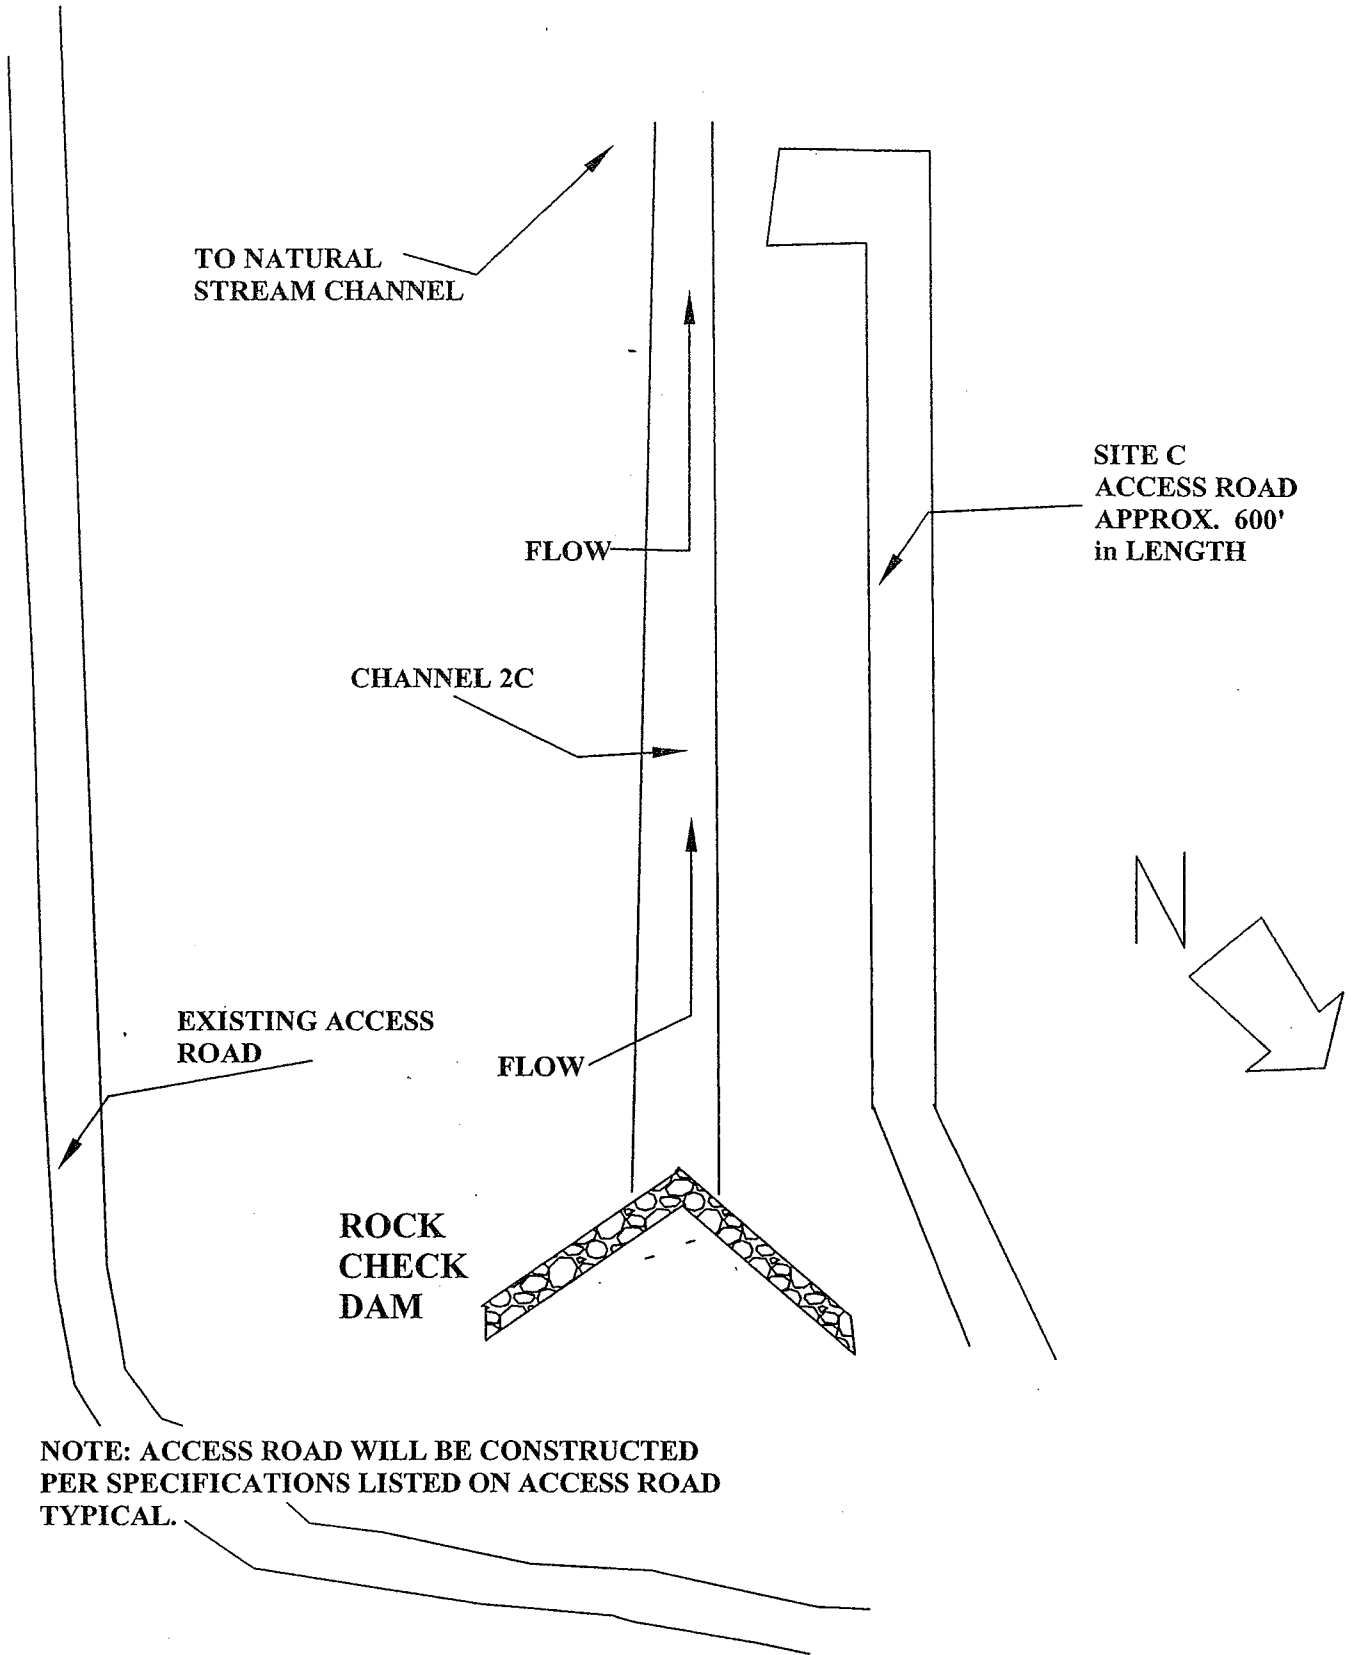 TO NATURAL
STREAM CHANNEL
SITE C
ACCESS ROAD
APPROX. 600'
in LENGTH
FLOW
CHANNEL 2C
N
EXISTING ACCESS
ROAD
FLOW
ROCK
CHECK
DAM
NOTE: ACCESS ROAD WILL BE CONSTRUCTED
PER SPECIFICATIONS LISTED ON ACCESS ROAD
TYPICAL.